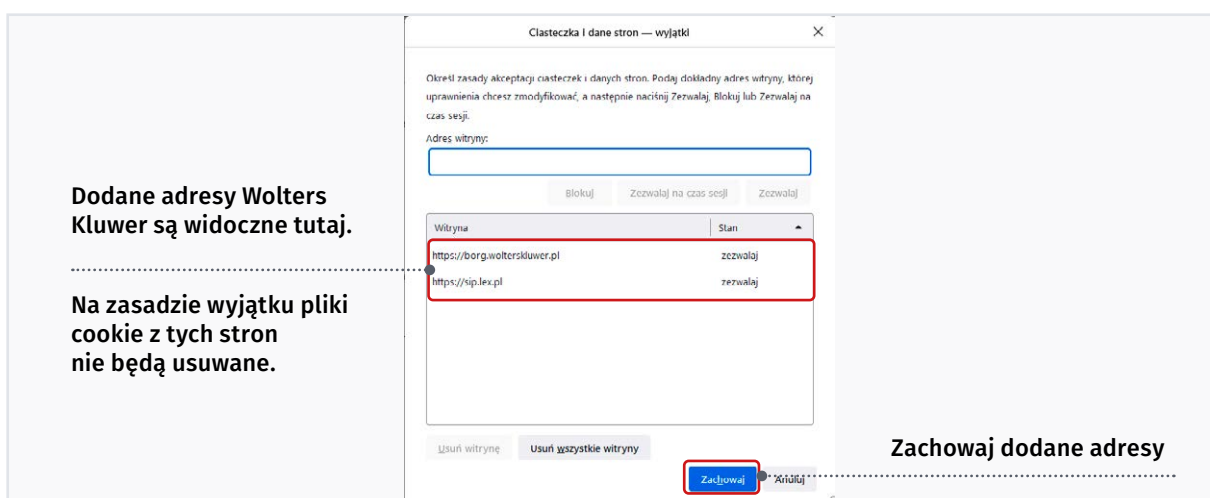 Ciasteczka i dane stron — wyjątki
Określ zasady akceptacji ciasteczek i danych stron. Podaj dokładny adres witryny, której
uprawnienia chcesz zmodyfikować, a następnie naciśnij Zezwalaj, Blokuj lub Zezwalaj na
czas sesji.
Adres witryny:
Blokuj Zezwalaj na czas sesji Zezwalaj
Dodane adresy Wolters
Kluwer są widoczne tutaj.
Witryna Stan
https://borg.wolterskluwer.pl zezwalaj
https://sip.lex.pl zezwalaj
Na zasadzie wyjątku pliki
cookie z tych stron
nie będą usuwane.
Usuń witrynę Usuń wszystkie witryny
Zachowaj Anuluj
Zachowaj dodane adresy